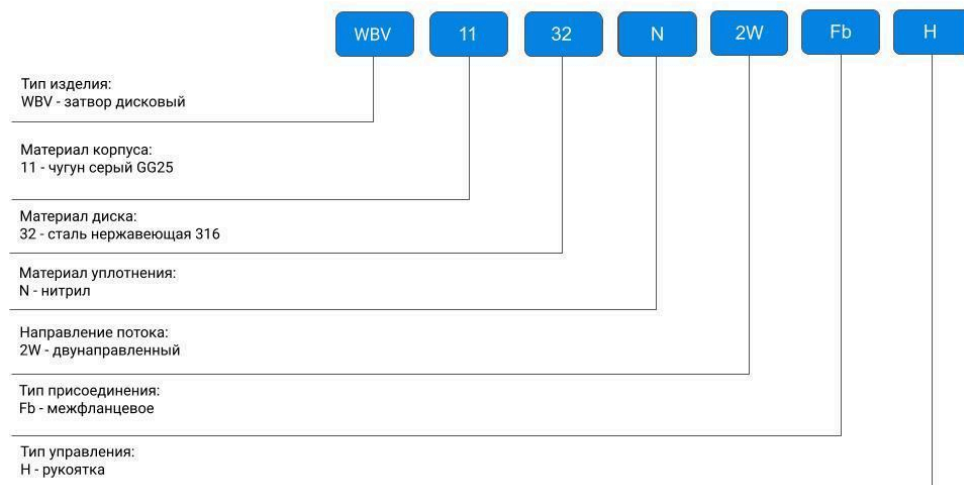 WBV 11 32 N 2W Fb H
Тип изделия:
WBV - затвор дисковый
Материал корпуса:
11 - чугун серый GG25
Материал диска:
32 - сталь нержавеющая 316
Материал уплотнения:
N - нитрил
Направление потока:
2W - двунаправленный
Тип присоединения:
Fb - межфланцевое
Тип управления:
H - рукоятка